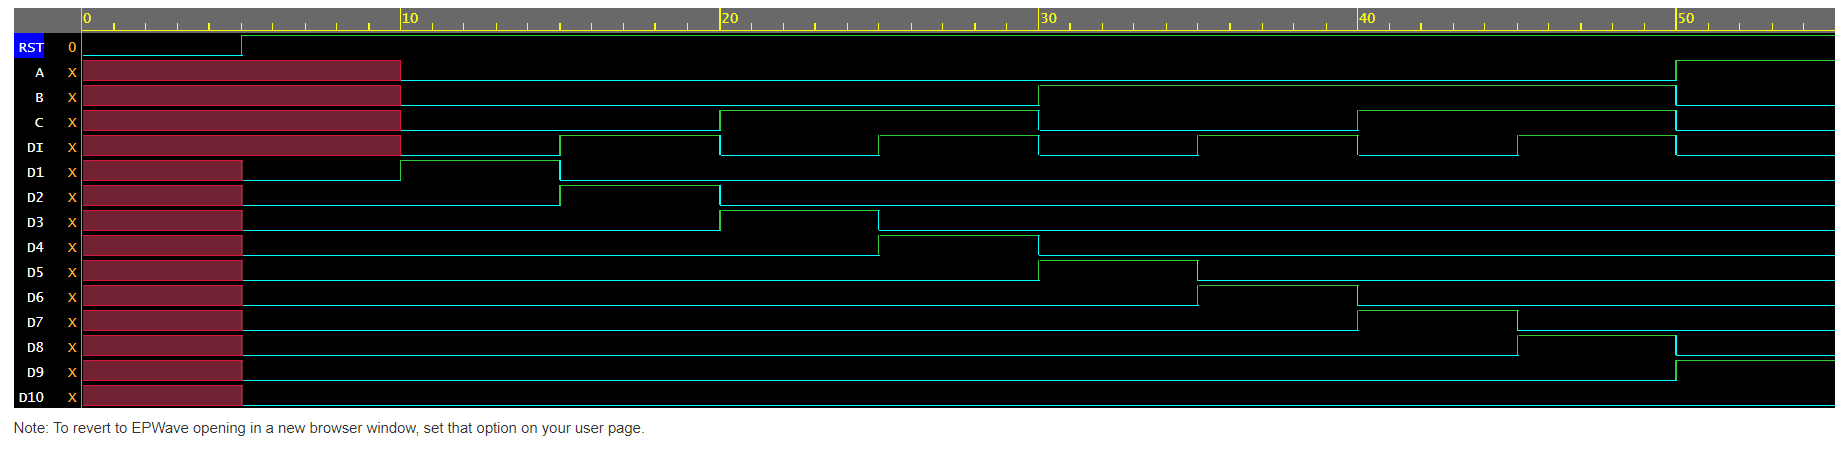 0 10 20 30 40 50
RST 0
A X
B X
C X
DI X
D1 X
D2 X
D3 X
D4 X
D5 X
D6 X
D7 X
D8 X
D9 X
D10 X
Note: To revert to EPWave opening in a new browser window, set that option on your user page.